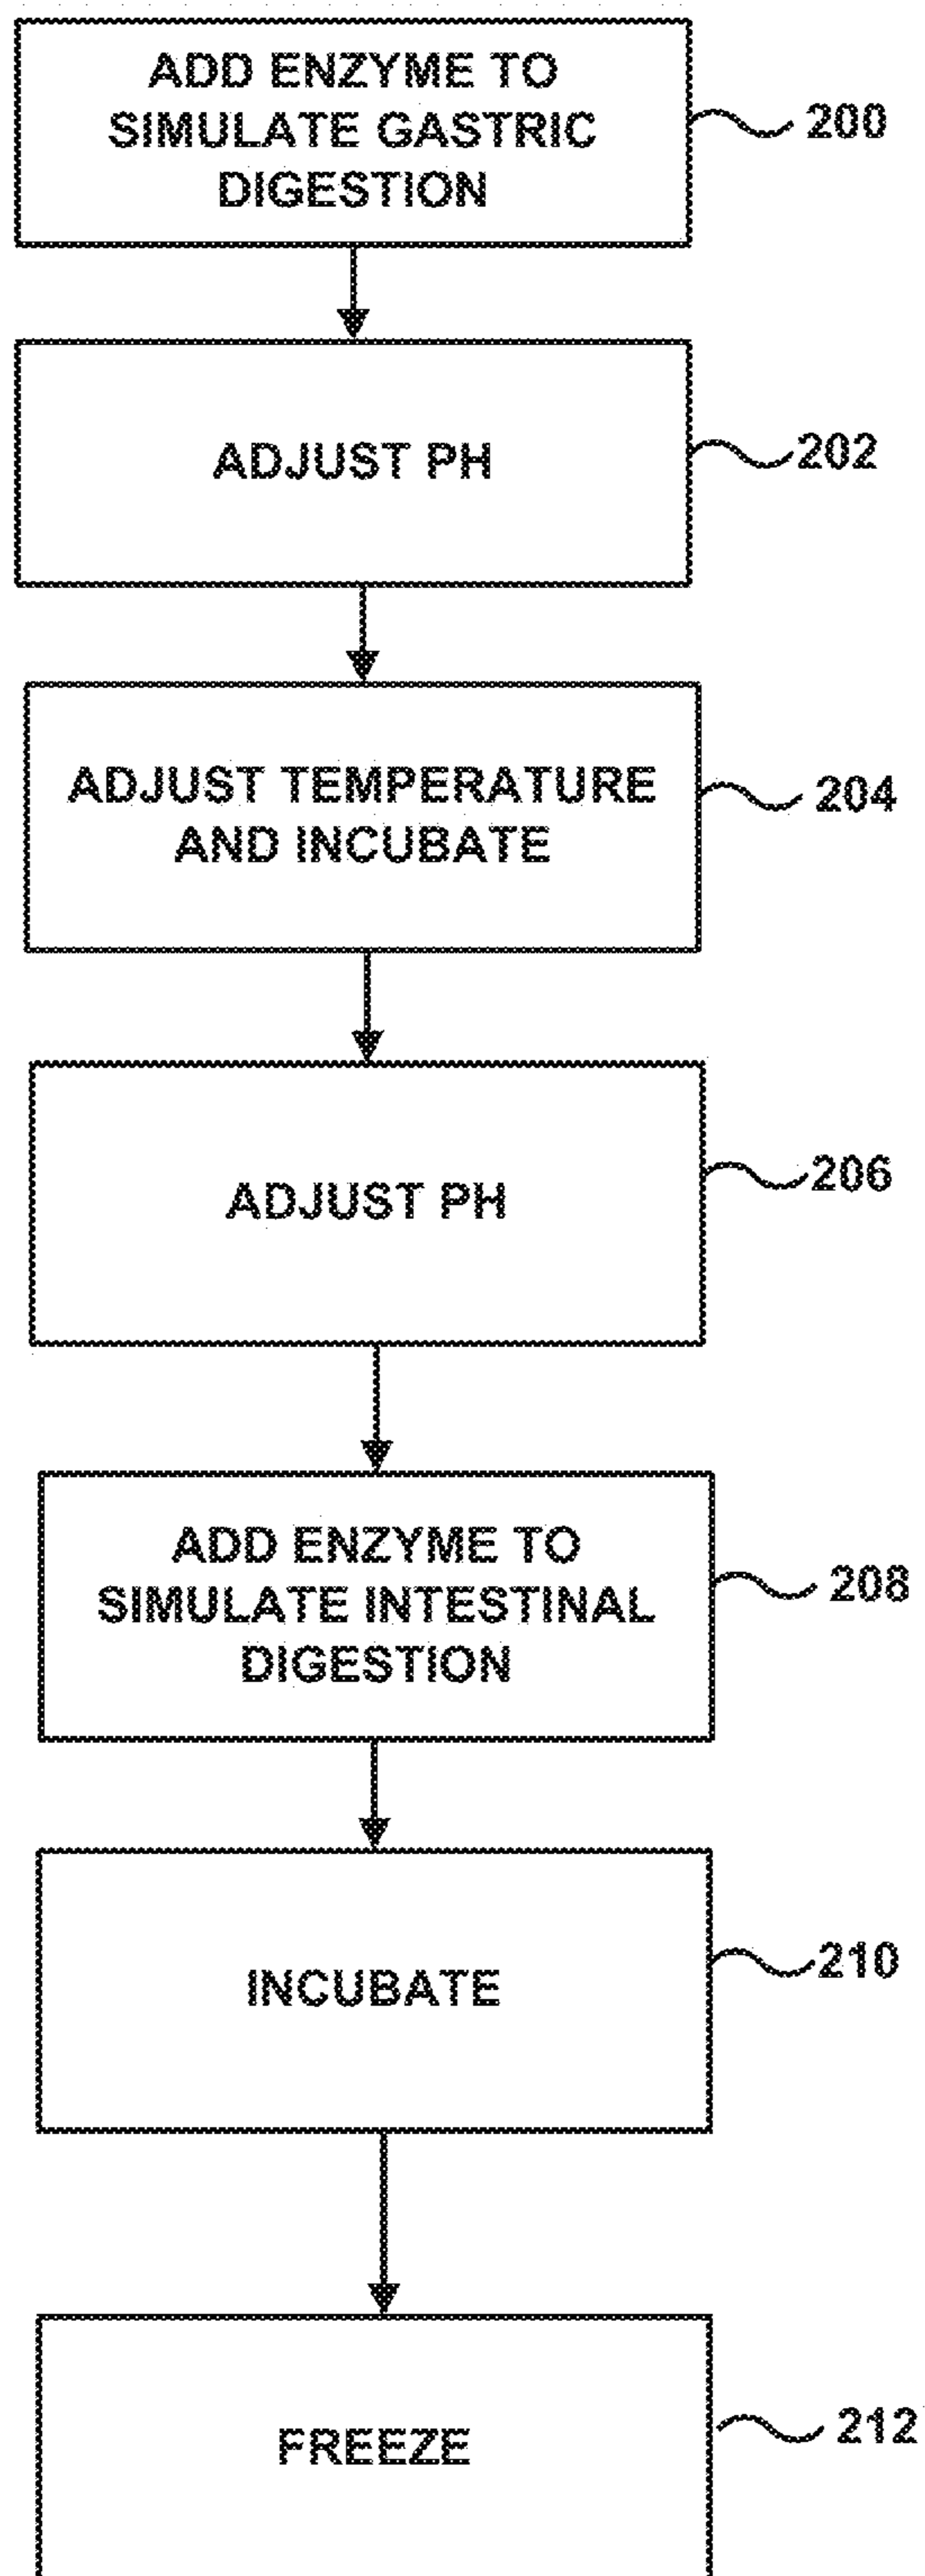 ADD ENZYME TO
SIMULATE GASTRIC
DIGESTION
200
ADJUST PH
202
ADJUST TEMPERATURE
AND INCUBATE
204
ADJUST PH
206
ADD ENZYME TO
SIMULATE INTESTINAL
DIGESTION
208
INCUBATE
210
FREEZE
212